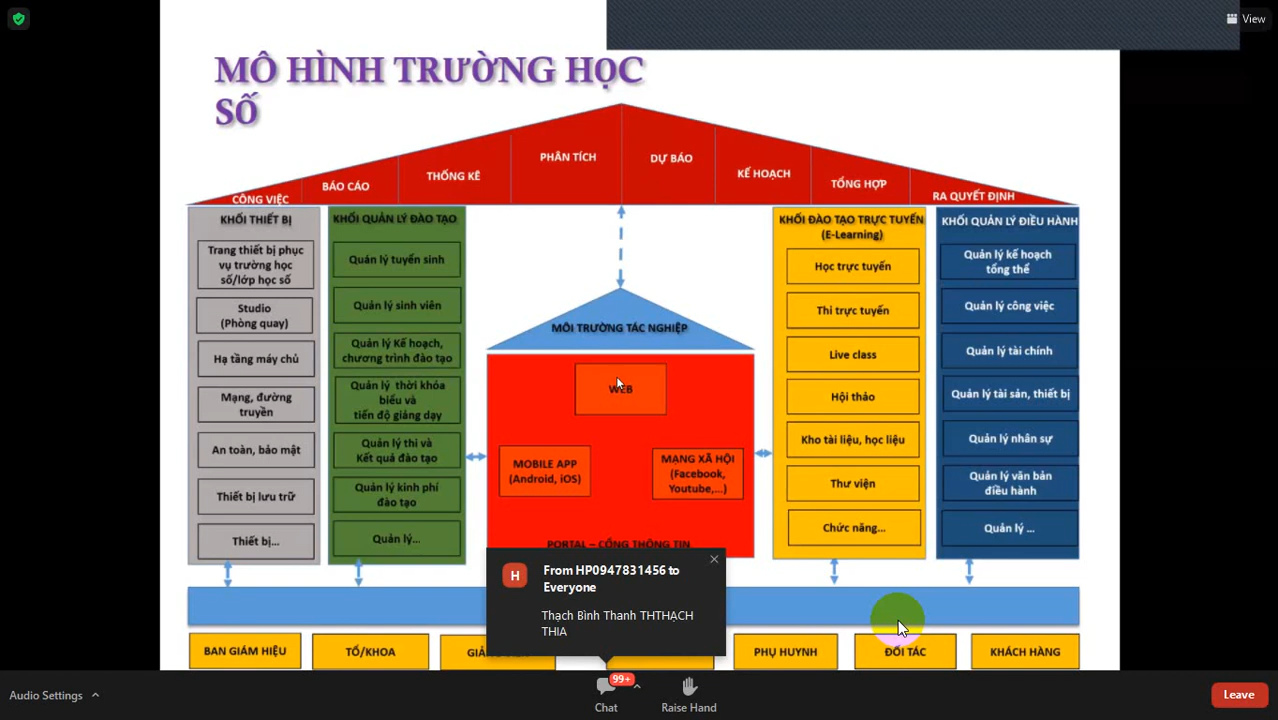 View
MÔ HÌNH TRƯỜNG HỌC
SỐ
CÔNG VIỆC
BÁO CÁO
THỐNG KÊ
PHÂN TÍCH
DỰ BÁO
KẾ HOẠCH
TỔNG HỢP
RA QUYẾT ĐỊNH
KHỐI THIẾT BỊ
Trang thiết bị phục
vụ trường học
số/lớp học số
Studio
(Phòng quay)
Hạ tầng máy chủ
Mạng, đường
truyền
An toàn, bảo mật
Thiết bị lưu trữ
Thiết bị...
KHỐI QUẢN LÝ ĐÀO TẠO
Quản lý tuyển sinh
Quản lý sinh viên
Quản lý Kế hoạch,
chương trình đào tạo
Quản lý thời khóa
biểu và
tiến độ giảng dạy
Quản lý thi và
Kết quả đào tạo
Quản lý kinh phí
đào tạo
Quản lý...
MÔI TRƯỜNG TÁC NGHIỆP
WEB
MOBILE APP
(Android, iOS)
MẠNG XÃ HỘI
(Facebook,
Youtube,...)
PORTAL – CỔNG THÔNG TIN
KHỐI ĐÀO TẠO TRỰC TUYẾN
(E-Learning)
Học trực tuyến
Thi trực tuyến
Live class
Hội thảo
Kho tài liệu, học liệu
Thư viện
Chức năng...
KHỐI QUẢN LÝ ĐIỀU HÀNH
Quản lý kế hoạch
tổng thể
Quản lý công việc
Quản lý tài chính
Quản lý tài sản, thiết bị
Quản lý nhân sự
Quản lý văn bản
điều hành
Quản lý ...
H
From HP0947831456 to
Everyone
Thạch Bình Thanh THTHẠCH
THIA
BAN GIÁM HIỆU
TỔ/KHOA
PHỤ HUYNH
ĐỐI TÁC
KHÁCH HÀNG
Audio Settings
99+
Chat
Raise Hand
Leave